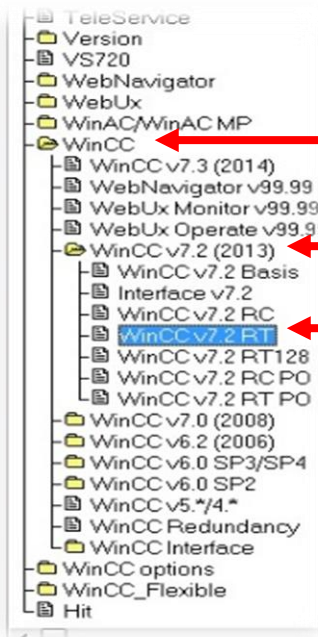 TeleService
Version
VS720
WebNavigator
WebUx
WinAC/WinAC MP
WinCC
WinCC v7.3 (2014)
WebNavigator v99.99
WebUx Monitor v99.99
WebUx Operate v99.9
WinCC v7.2 (2013)
WinCC v7.2 Basis
Interface v7.2
WinCC v7.2 RC
WinCC v7.2 RT
WinCC v7.2 RT128
WinCC v7.2 RC PO
WinCC v7.2 RT PO
WinCC v7.0 (2008)
WinCC v6.2 (2006)
WinCC v6.0 SP3/SP4
WinCC v6.0 SP2
WinCC v5.*/4.*
WinCC Redundancy
WinCC Interface
WinCC options
WinCC_Flexible
Hit